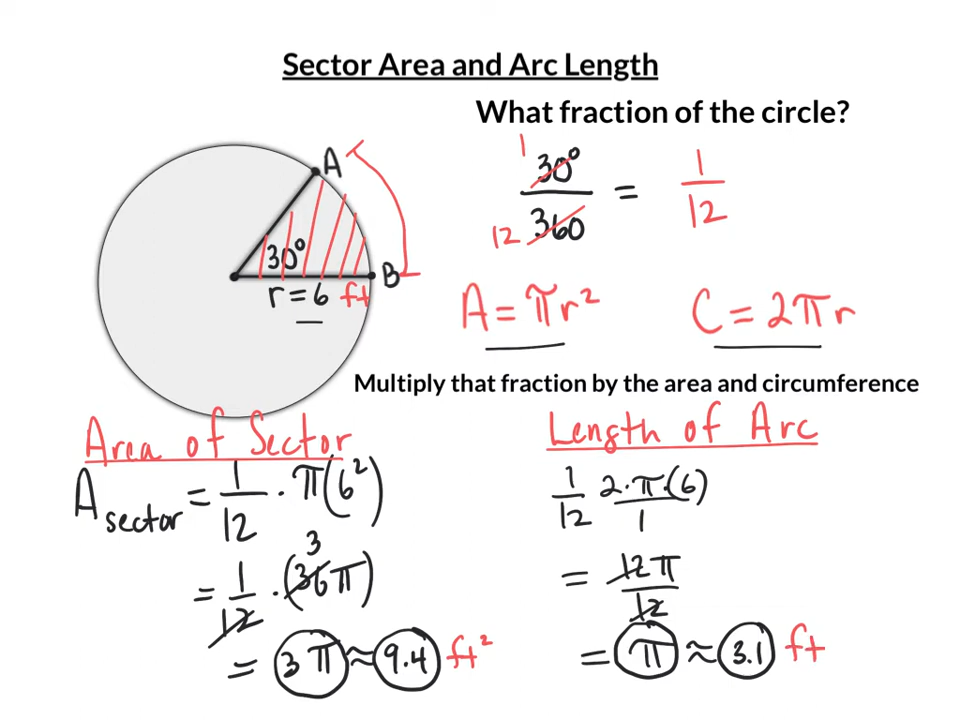 Sector Area and Arc Length
What fraction of the circle?
A
30°
B
r = 6 ft
1
30°
12 360
=
1
12
A = πr²
C = 2πr
Multiply that fraction by the area and circumference
Area of Sector
A sector = 1/12 · π(6²)
3
= 1/12 · (36π)
= 3π ≈ 9.4 ft²
Length of Arc
1/12 2·π·(6)/1
= 12π/12
= π ≈ 3.1 ft